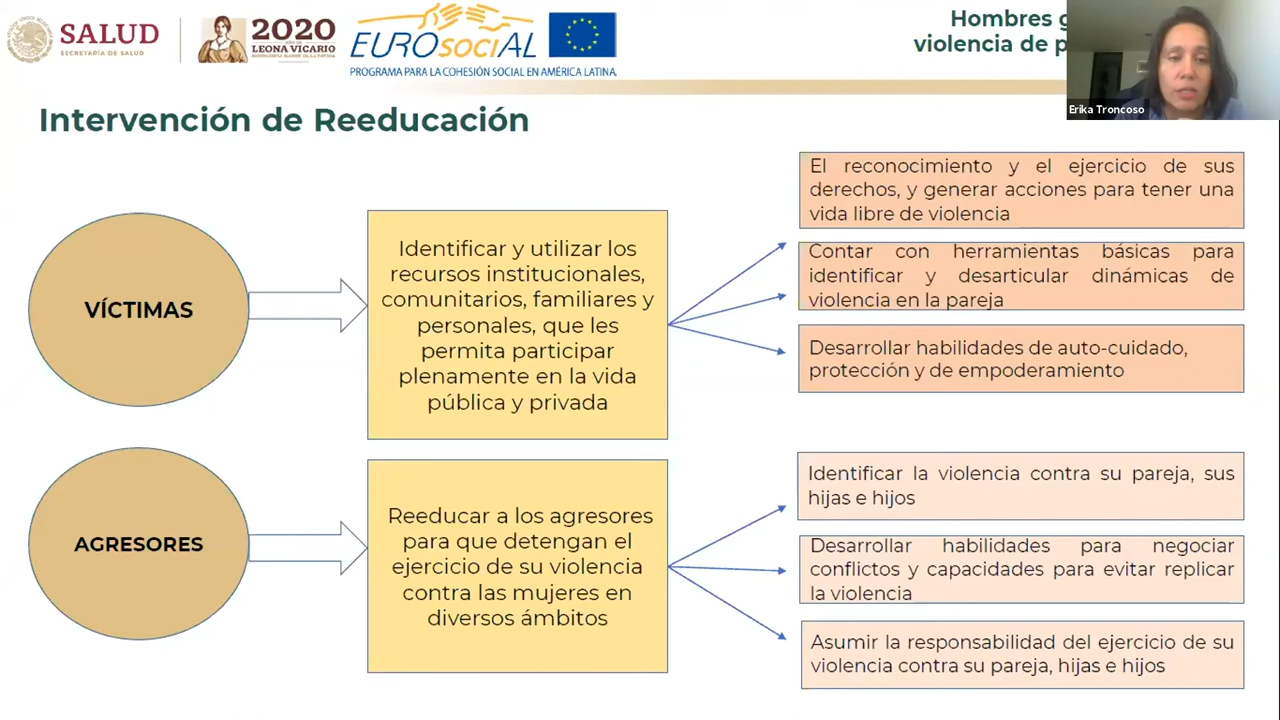 SALUD
SECRETARÍA DE SALUD
2020
LEONA VICARIO
EUROsociAL
PROGRAMA PARA LA COHESIÓN SOCIAL EN AMÉRICA LATINA.
Hombres
violencia de
Erika Troncoso
Intervención de Reeducación
VÍCTIMAS
Identificar y utilizar los
recursos institucionales,
comunitarios, familiares y
personales, que les
permita participar
plenamente en la vida
pública y privada
El reconocimiento y el ejercicio de sus
derechos, y generar acciones para tener una
vida libre de violencia
Contar con herramientas básicas para
identificar y desarticular dinámicas de
violencia en la pareja
Desarrollar habilidades de auto-cuidado,
protección y de empoderamiento
AGRESORES
Reeducar a los agresores
para que detengan el
ejercicio de su violencia
contra las mujeres en
diversos ámbitos
Identificar la violencia contra su pareja, sus
hijas e hijos
Desarrollar habilidades para negociar
conflictos y capacidades para evitar replicar
la violencia
Asumir la responsabilidad del ejercicio de su
violencia contra su pareja, hijas e hijos